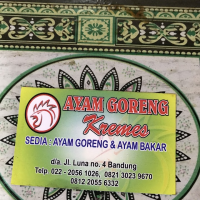 AYAM GORENG
Kremes
SEDIA : AYAM GORENG & AYAM BAKAR
d/a Jl. Luna no. 4 Bandung
Telp. 022 - 2056 1026, 0821 3023 9670
0812 2055 6332